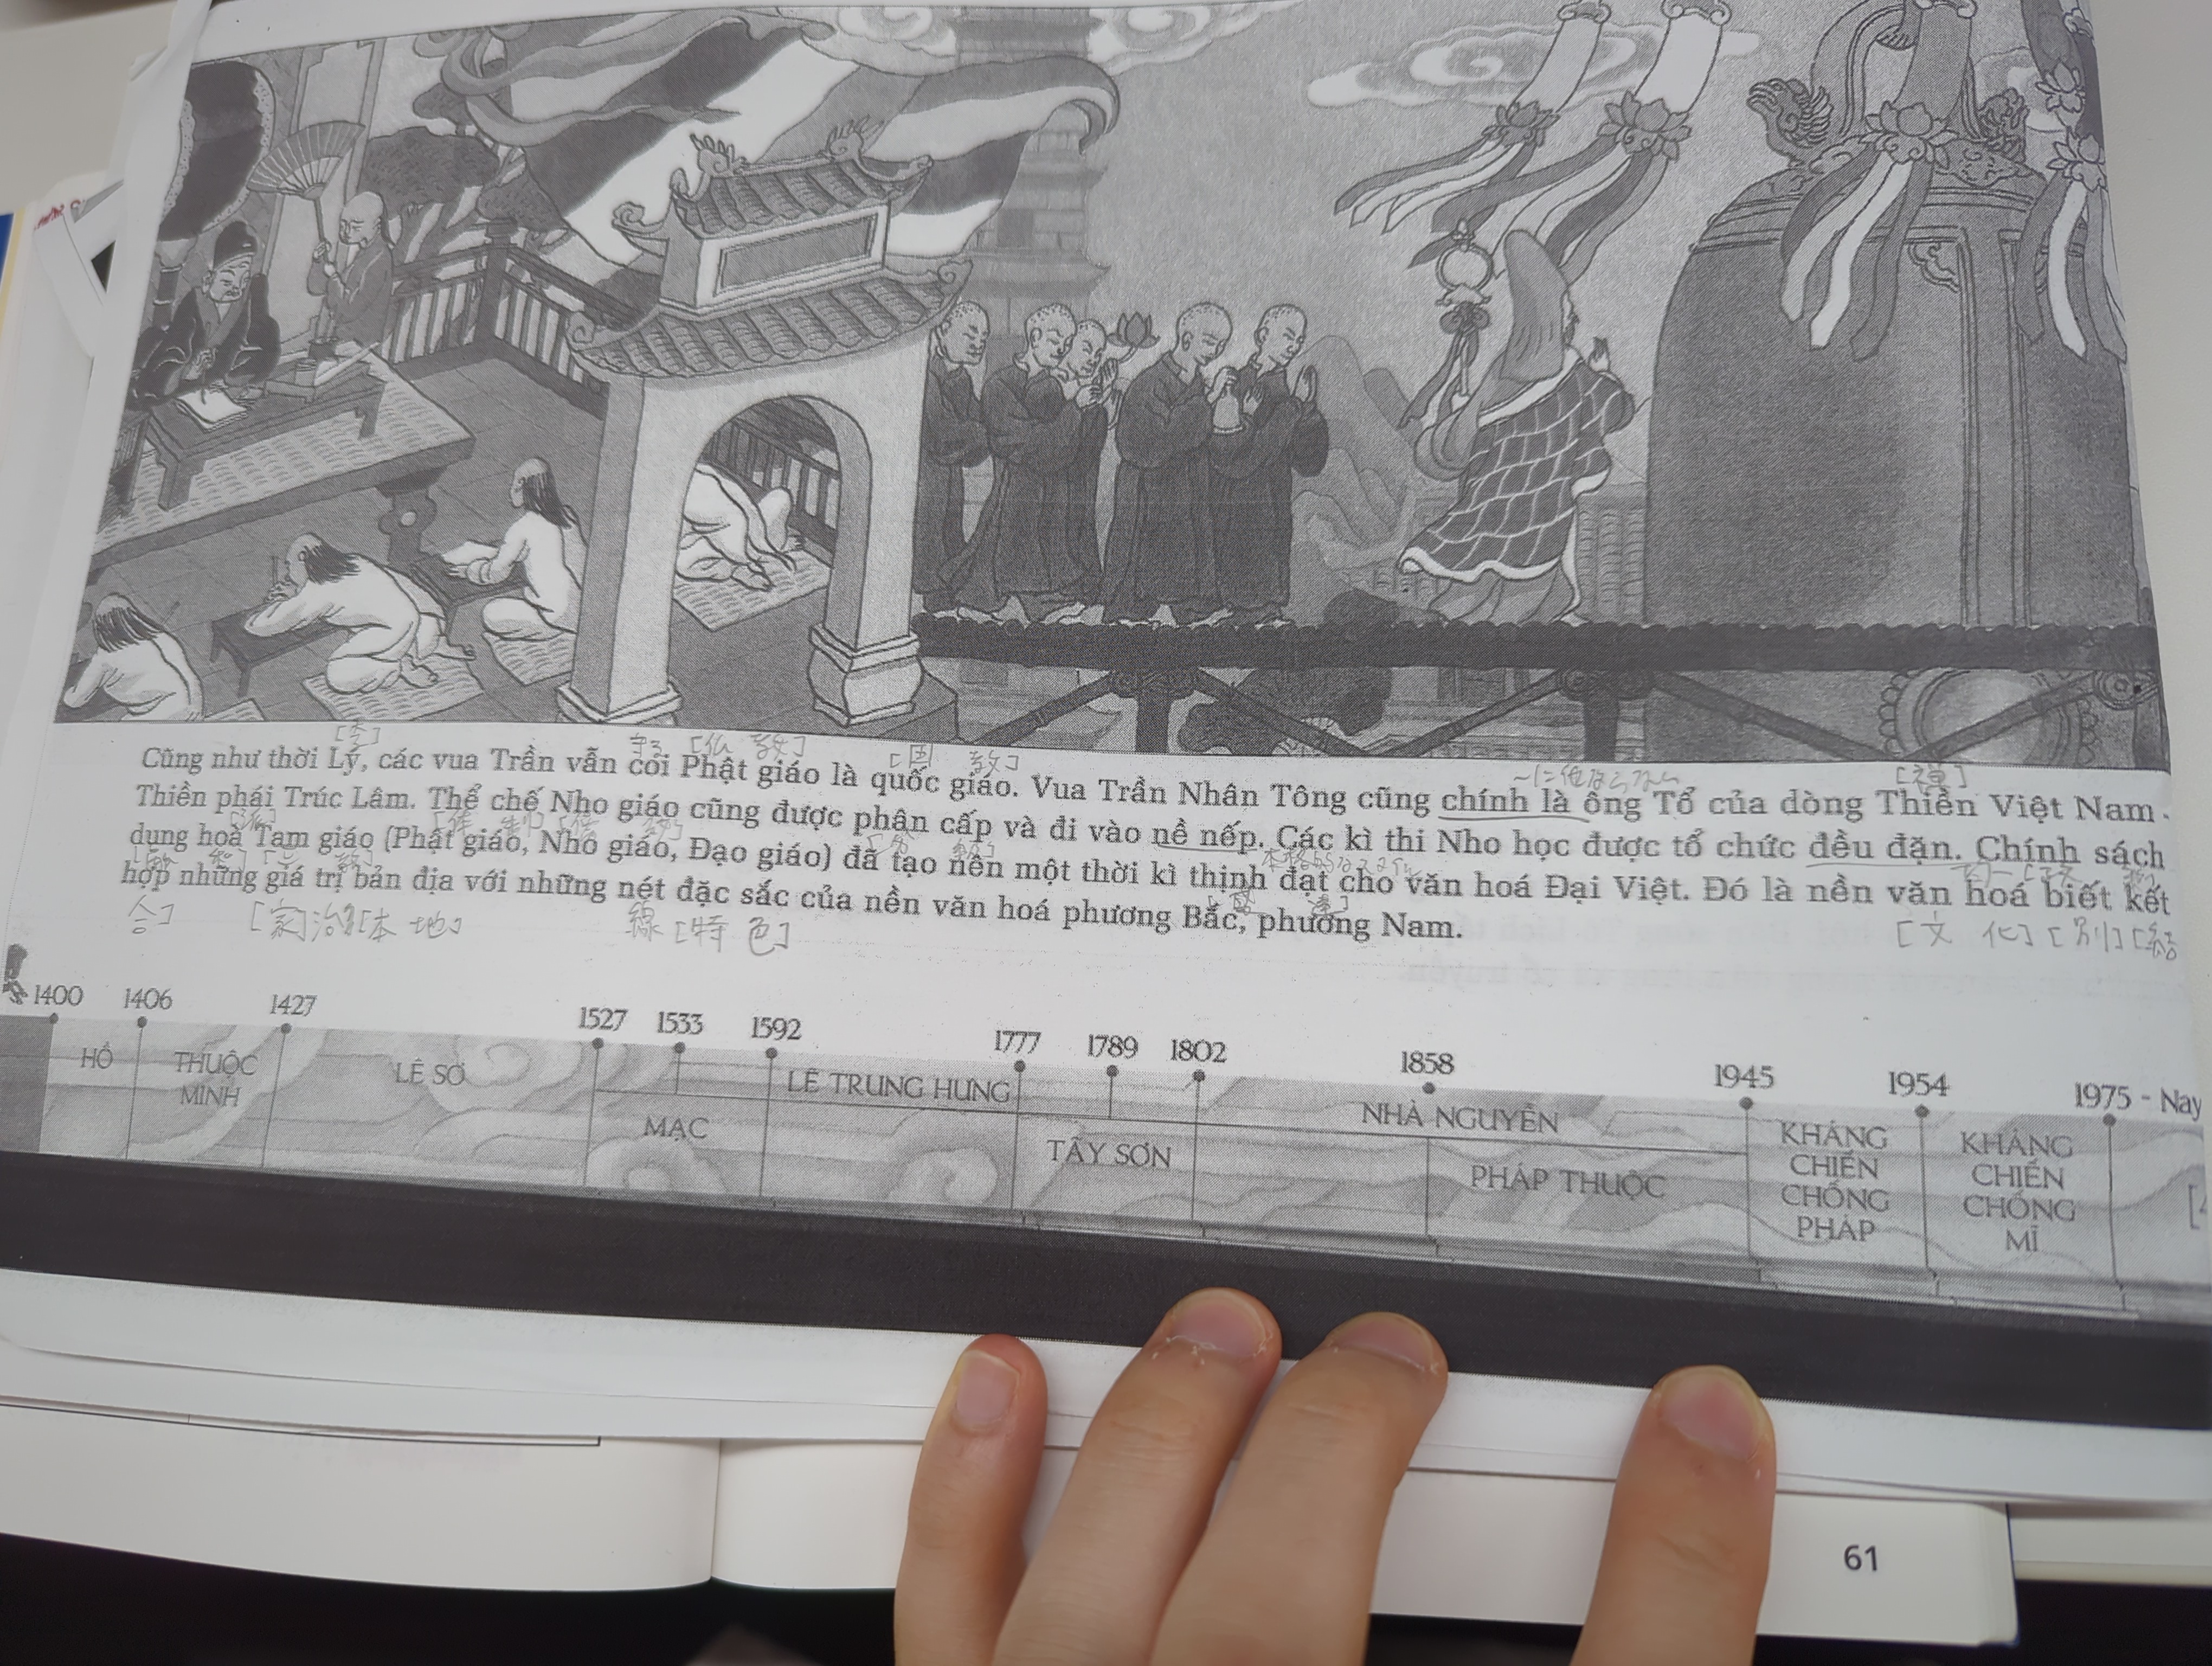 Cũng như thời Lý, các vua Trần vẫn coi Phật giáo là quốc giáo. Vua Trần Nhân Tông cũng chính là ông Tổ của dòng Thiền Việt Nam -
Thiền phái Trúc Lâm. Thể chế Nho giáo cũng được phân cấp và đi vào nề nếp. Các kì thi Nho học được tổ chức đều đặn. Chính sách
dung hoà Tam giáo (Phật giáo, Nho giáo, Đạo giáo) đã tạo nên một thời kì thịnh đạt cho văn hoá Đại Việt. Đó là nền văn hoá biết kết
hợp những giá trị bản địa với những nét đặc sắc của nền văn hoá phương Bắc, phương Nam.
[本地]
[特色]
[文化]
1400 1406 1427 1527 1533 1592 1777 1789 1802 1858 1945 1954 1975 - Nay
HỒ
THUỘC
MINH
LÊ SƠ
MẠC
LÊ TRUNG HƯNG
TÂY SƠN
NHÀ NGUYỄN
PHÁP THUỘC
KHÁNG
CHIẾN
CHỐNG
PHÁP
KHÁNG
CHIẾN
CHỐNG
MĨ
61